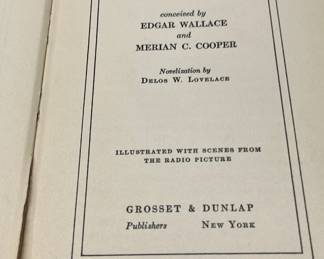 conceived by
EDGAR WALLACE
and
MERIAN C. COOPER
Novelization by
DELOS W. LOVELACE
ILLUSTRATED WITH SCENES FROM
THE RADIO PICTURE
GROSSET & DUNLAP
Publishers NEW YORK